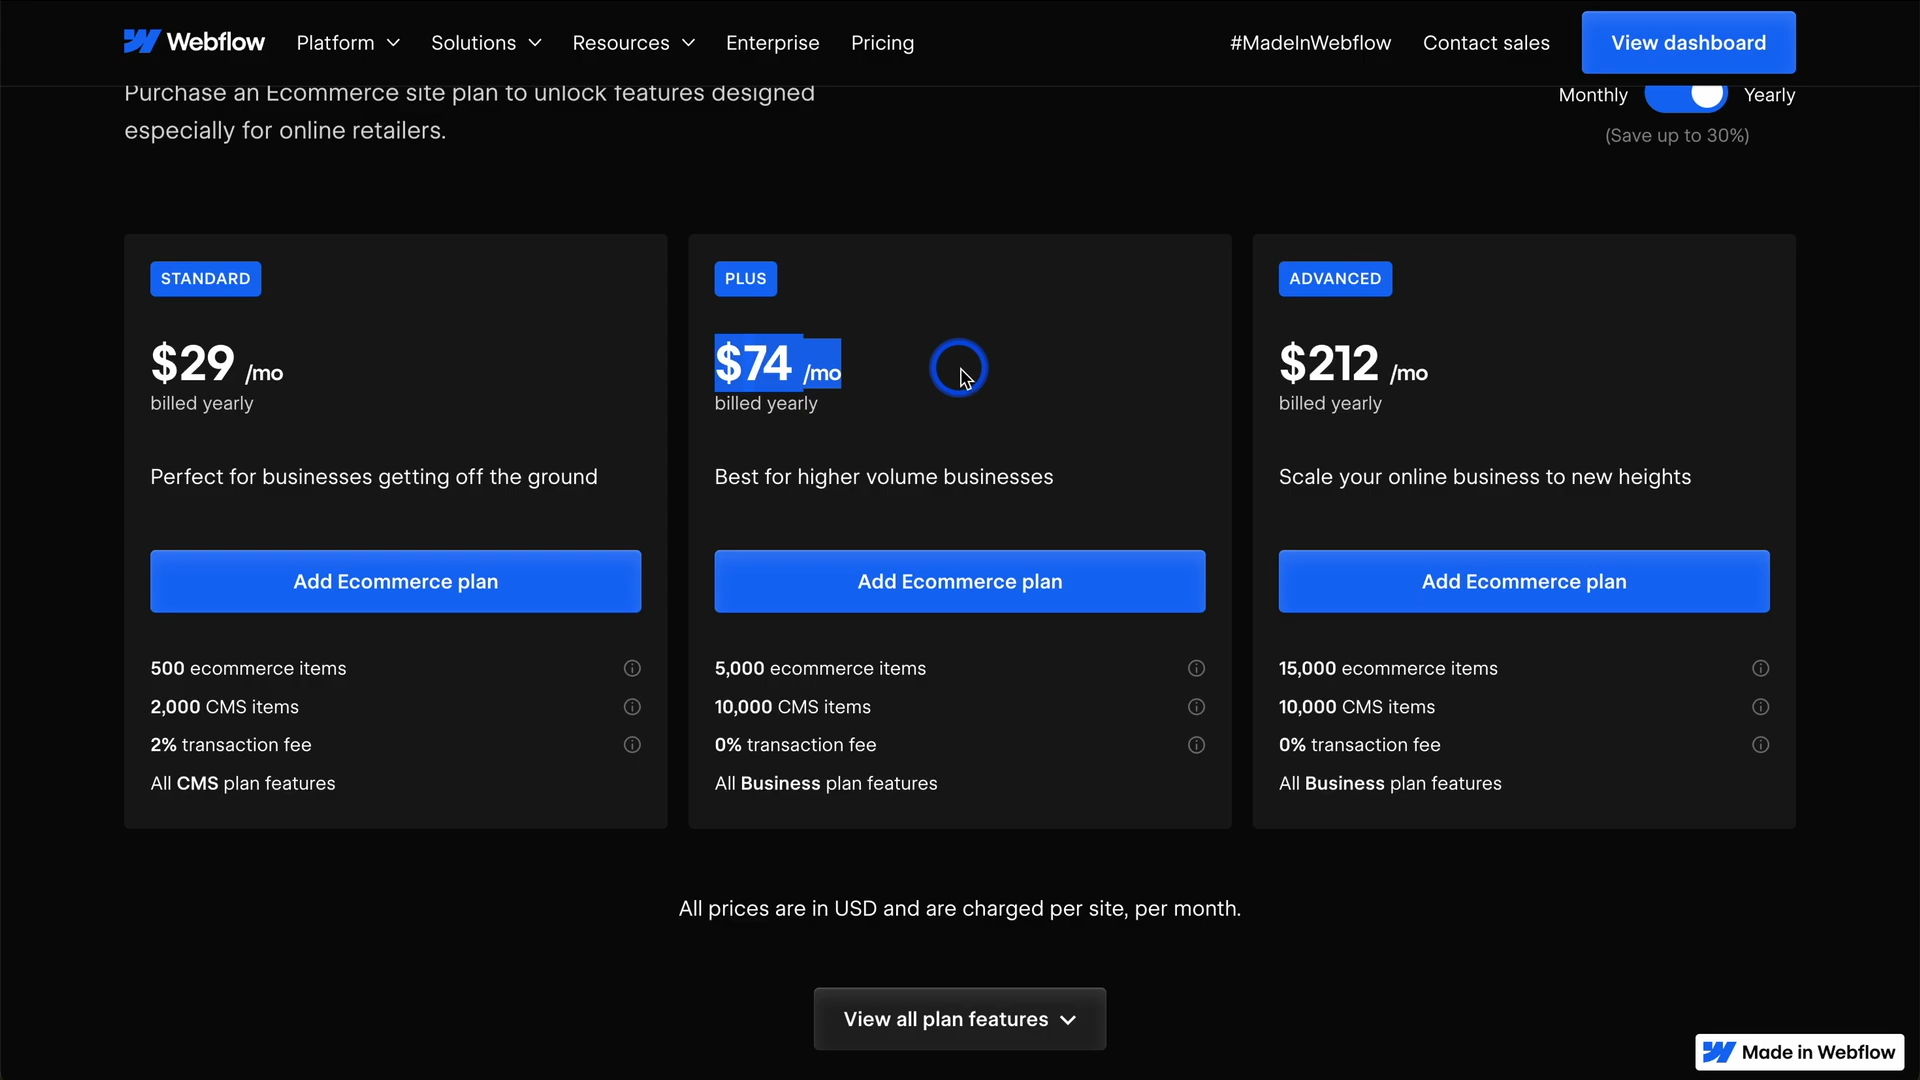 Webflow
Platform
Solutions
Resources
Enterprise
Pricing
#MadeInWebflow
Contact sales
View dashboard
Purchase an Ecommerce site plan to unlock features designed
especially for online retailers.
Monthly
Yearly
(Save up to 30%)
STANDARD
$29 /mo
billed yearly
Perfect for businesses getting off the ground
Add Ecommerce plan
500 ecommerce items
2,000 CMS items
2% transaction fee
All CMS plan features
PLUS
$74 /mo
billed yearly
Best for higher volume businesses
Add Ecommerce plan
5,000 ecommerce items
10,000 CMS items
0% transaction fee
All Business plan features
ADVANCED
$212 /mo
billed yearly
Scale your online business to new heights
Add Ecommerce plan
15,000 ecommerce items
10,000 CMS items
0% transaction fee
All Business plan features
All prices are in USD and are charged per site, per month.
View all plan features
Made in Webflow